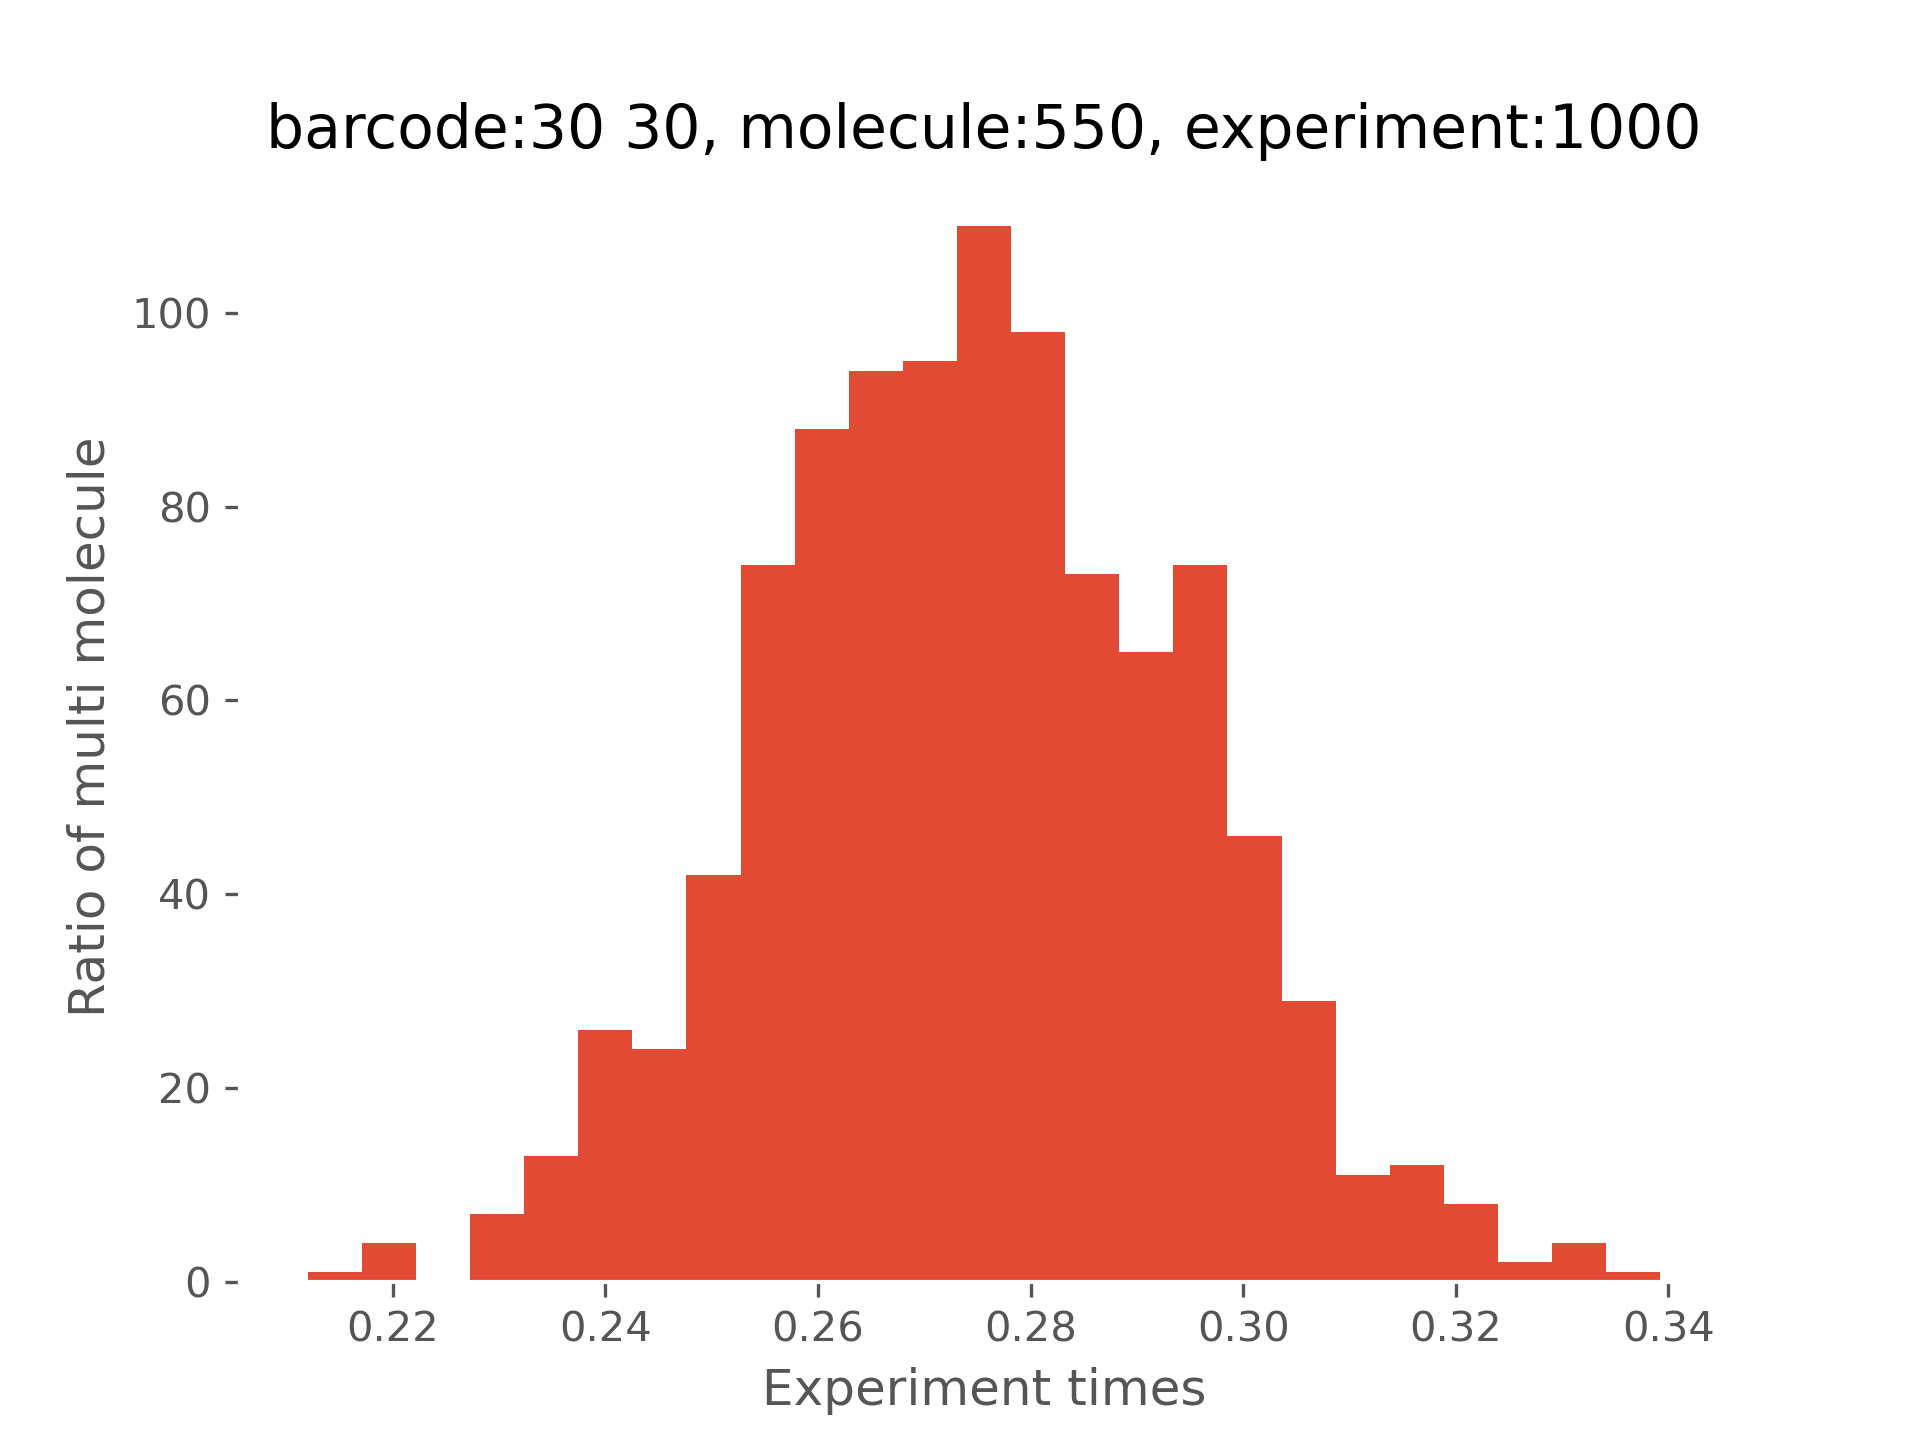 barcode:30 30, molecule:550, experiment:1000
Ratio of multi molecule
100
80
60
40
20
0
0.22 0.24 0.26 0.28 0.30 0.32 0.34
Experiment times